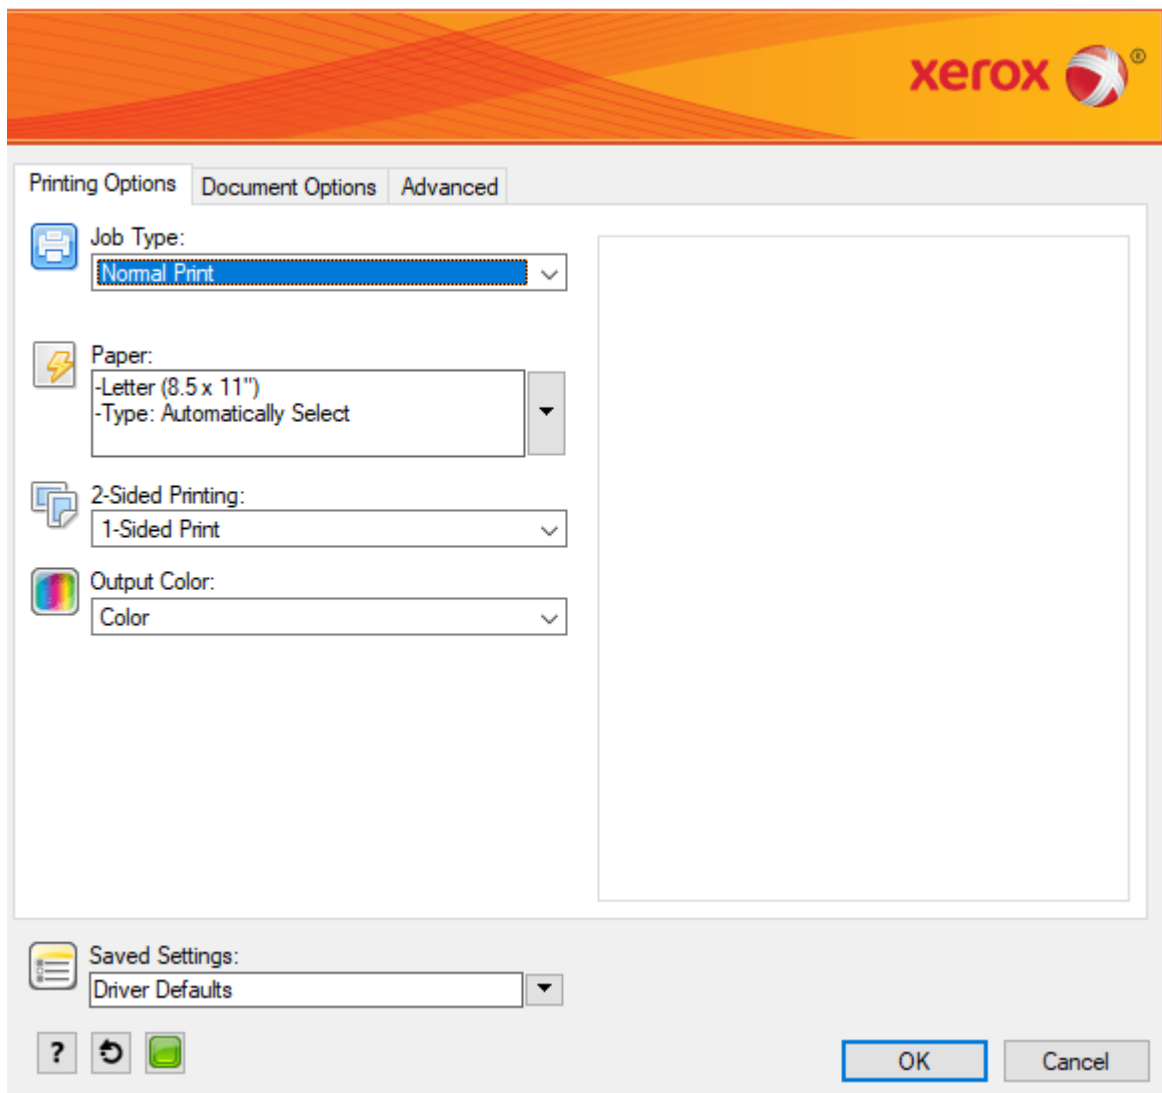 xerox ®
Printing Options Document Options Advanced
Job Type:
Normal Print
Paper:
-Letter (8.5 x 11")
-Type: Automatically Select
2-Sided Printing:
1-Sided Print
Output Color:
Color
Saved Settings:
Driver Defaults
?
OK Cancel